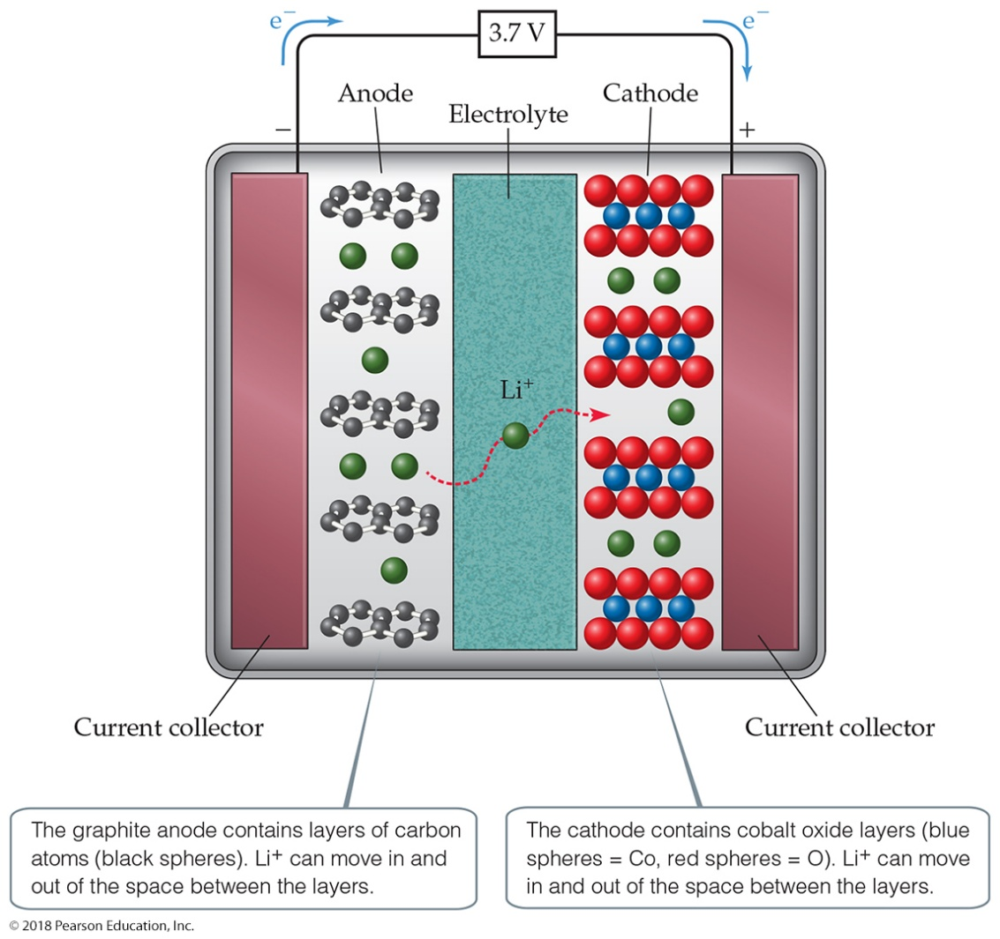 e⁻
3.7 V
e⁻
Anode
Cathode
Electrolyte
−
+
Li⁺
Current collector
Current collector
The graphite anode contains layers of carbon
atoms (black spheres). Li+ can move in and
out of the space between the layers.
The cathode contains cobalt oxide layers (blue
spheres = Co, red spheres = O). Li+ can move
in and out of the space between the layers.
© 2018 Pearson Education, Inc.